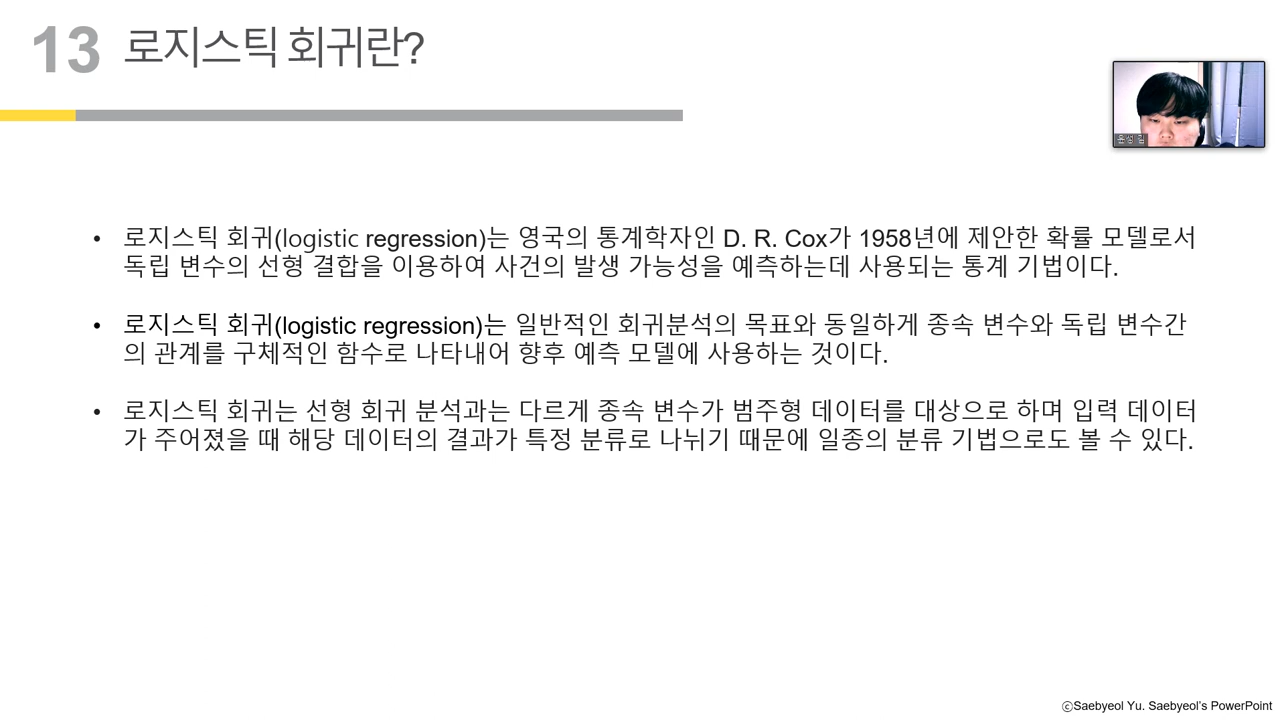 13 로지스틱 회귀란?
• 로지스틱 회귀(logistic regression)는 영국의 통계학자인 D. R. Cox가 1958년에 제안한 확률 모델로서
독립 변수의 선형 결합을 이용하여 사건의 발생 가능성을 예측하는데 사용되는 통계 기법이다.
• 로지스틱 회귀(logistic regression)는 일반적인 회귀분석의 목표와 동일하게 종속 변수와 독립 변수간
의 관계를 구체적인 함수로 나타내어 향후 예측 모델에 사용하는 것이다.
• 로지스틱 회귀는 선형 회귀 분석과는 다르게 종속 변수가 범주형 데이터를 대상으로 하며 입력 데이터
가 주어졌을 때 해당 데이터의 결과가 특정 분류로 나뉘기 때문에 일종의 분류 기법으로도 볼 수 있다.
ⓒSaebyeol Yu. Saebyeol's PowerPoint